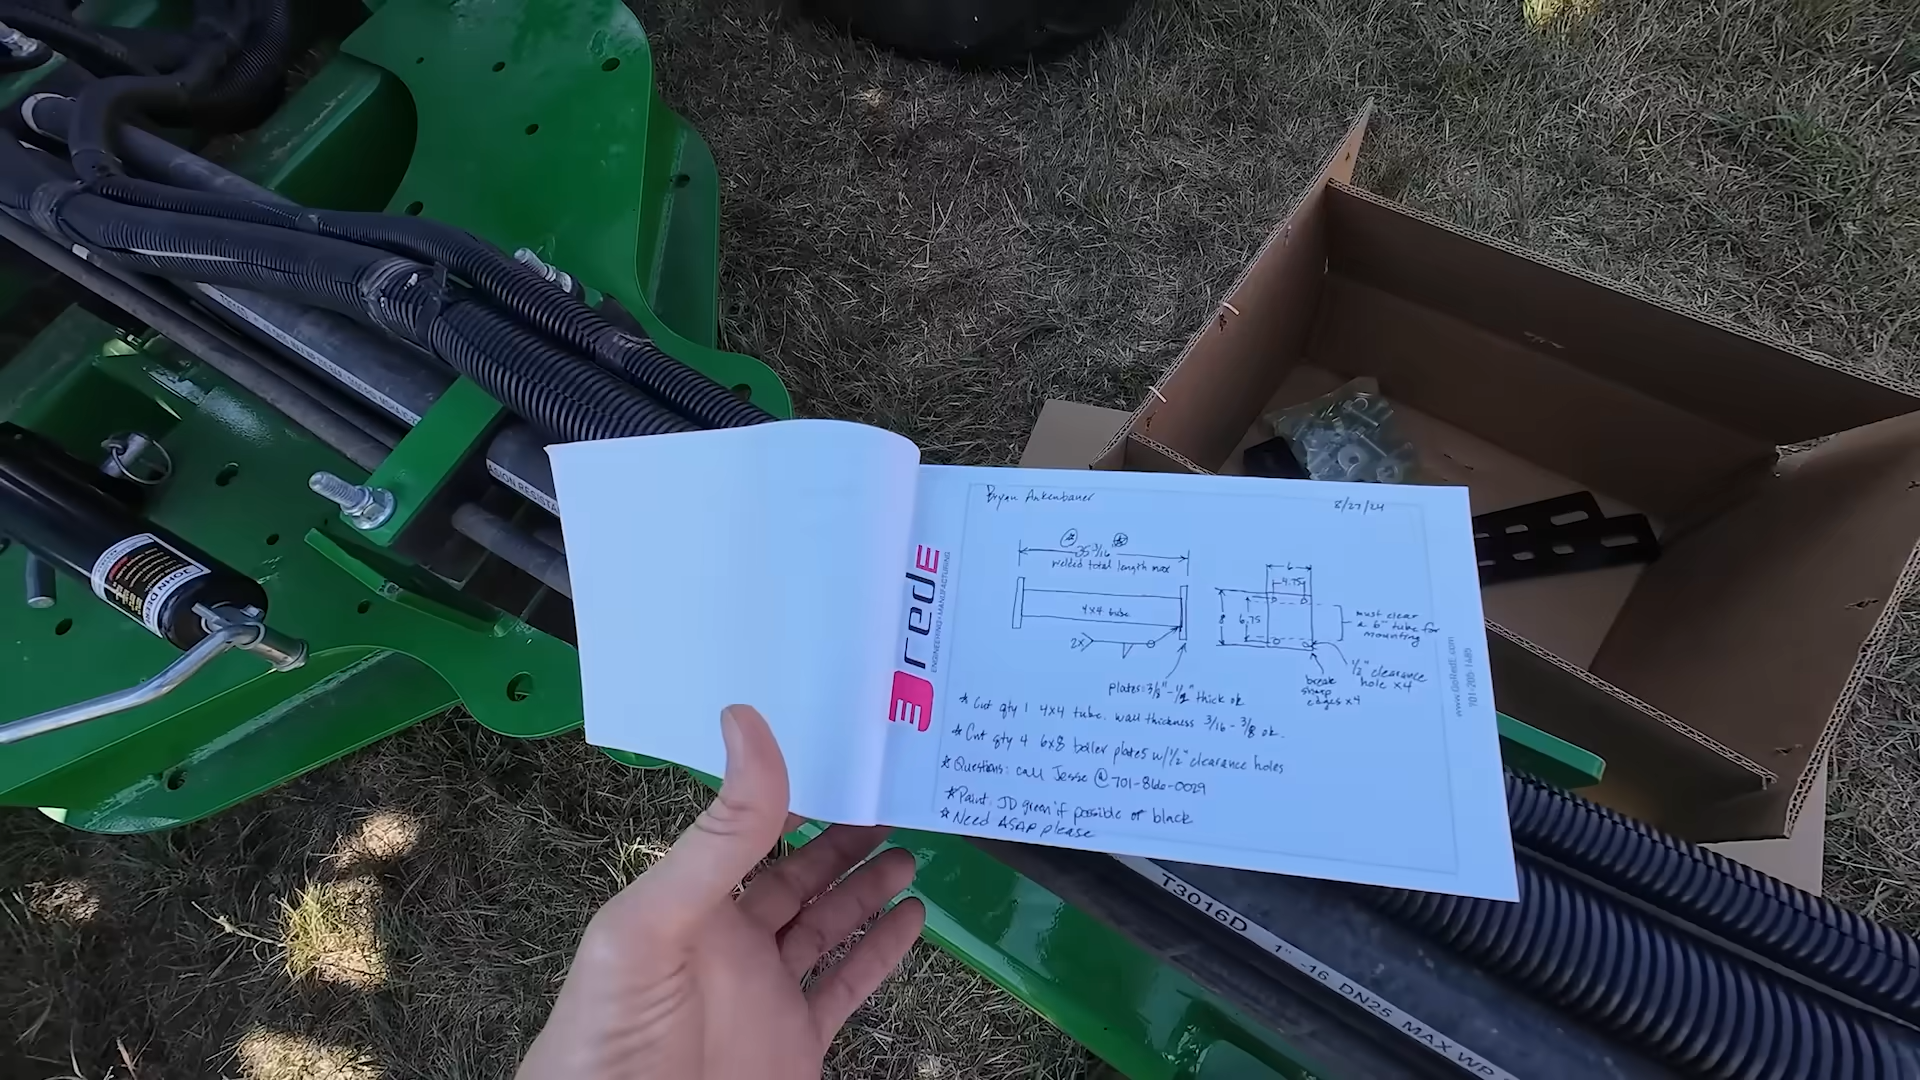 Bryan Ankenbauer
8/27/24
35 3/16
welded total length max
4x4 tube
2x
plates: 3/8" - 1/2" thick ok
6
4.75
8
6.75
must clear
a 6" tube for
mounting
1/2" clearance
hole x4
break
sharp
edges x4
* Cut qty 1 4x4 tube. wall thickness 3/16 - 3/8 ok.
* Cut qty 4 6x8 boiler plates w/ 1/2" clearance holes
* Questions: call Jesse @ 701-866-0029
* Paint: JD green if possible or black
* Need ASAP please
redE
ENGINEERING + MANUFACTURING
www.GoRedE.com
JOHN DEERE
T3016D 1" -16 DN25 MAX WP